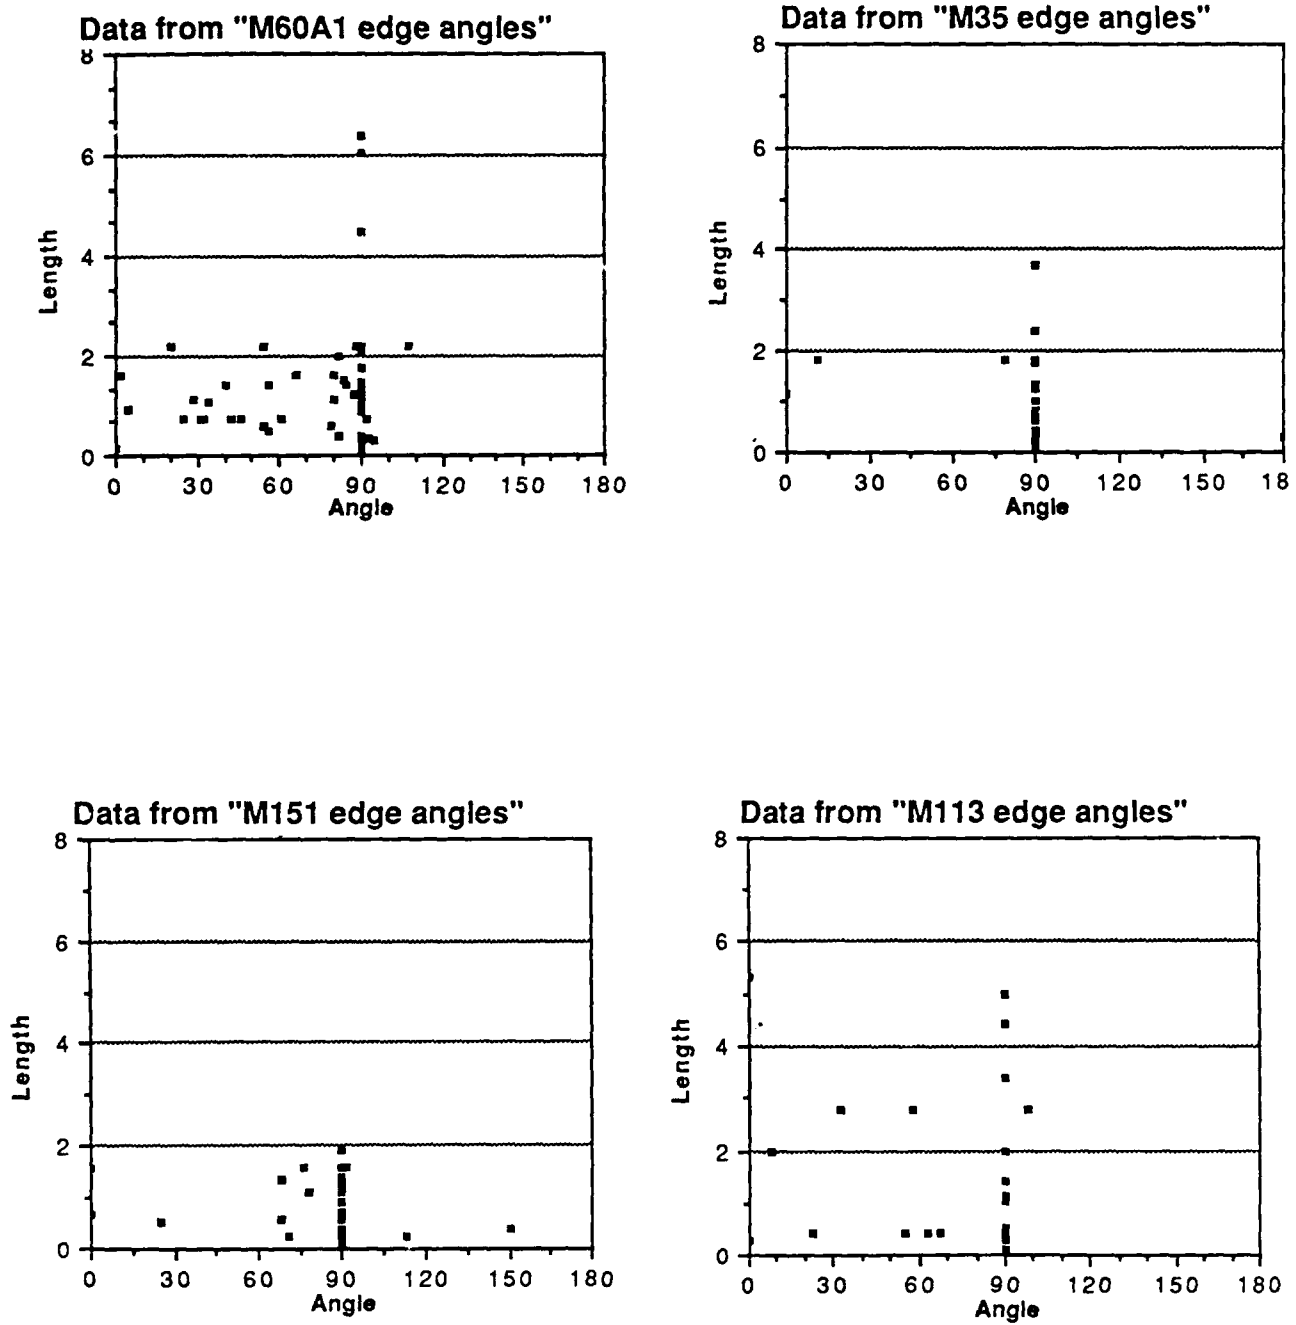 Data from "M60A1 edge angles"
8
6
4
2
0
Length
0 30 60 90 120 150 180
Angle
Data from "M35 edge angles"
8
6
4
2
0
Length
0 30 60 90 120 150 18
Angle
Data from "M151 edge angles"
8
6
4
2
0
Length
0 30 60 90 120 150 180
Angle
Data from "M113 edge angles"
8
6
4
2
0
Length
0 30 60 90 120 150 180
Angle